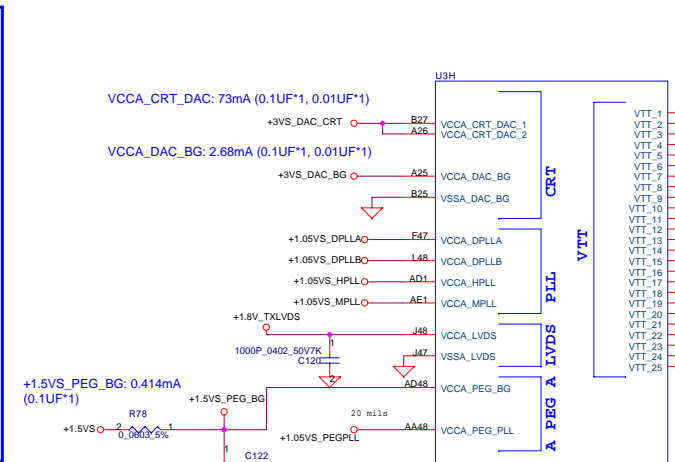 U3H
VCCA_CRT_DAC: 73mA (0.1UF*1, 0.01UF*1)
+3VS_DAC_CRT
B27
VCCA_CRT_DAC_1
A26
VCCA_CRT_DAC_2
VCCA_DAC_BG: 2.68mA (0.1UF*1, 0.01UF*1)
+3VS_DAC_BG
A25
VCCA_DAC_BG
B25
VSSA_DAC_BG
CRT
+1.05VS_DPLLA
F47
VCCA_DPLLA
+1.05VS_DPLLB
L48
VCCA_DPLLB
+1.05VS_HPLL
AD1
VCCA_HPLL
+1.05VS_MPLL
AE1
VCCA_MPLL
PLL
+1.8V_TXLVDS
J48
VCCA_LVDS
1
1000P_0402_50V7K
C120
2
J47
VSSA_LVDS
A LVDS
+1.5VS_PEG_BG: 0.414mA
(0.1UF*1)
+1.5VS_PEG_BG
AD48
VCCA_PEG_BG
R78
+1.5VS
2
1
0_0603_5%
20 mils
+1.05VS_PEGPLL
AA48
VCCA_PEG_PLL
A PEG
1
C122
VTT
VTT_1
VTT_2
VTT_3
VTT_4
VTT_5
VTT_6
VTT_7
VTT_8
VTT_9
VTT_10
VTT_11
VTT_12
VTT_13
VTT_14
VTT_15
VTT_16
VTT_17
VTT_18
VTT_19
VTT_20
VTT_21
VTT_22
VTT_23
VTT_24
VTT_25